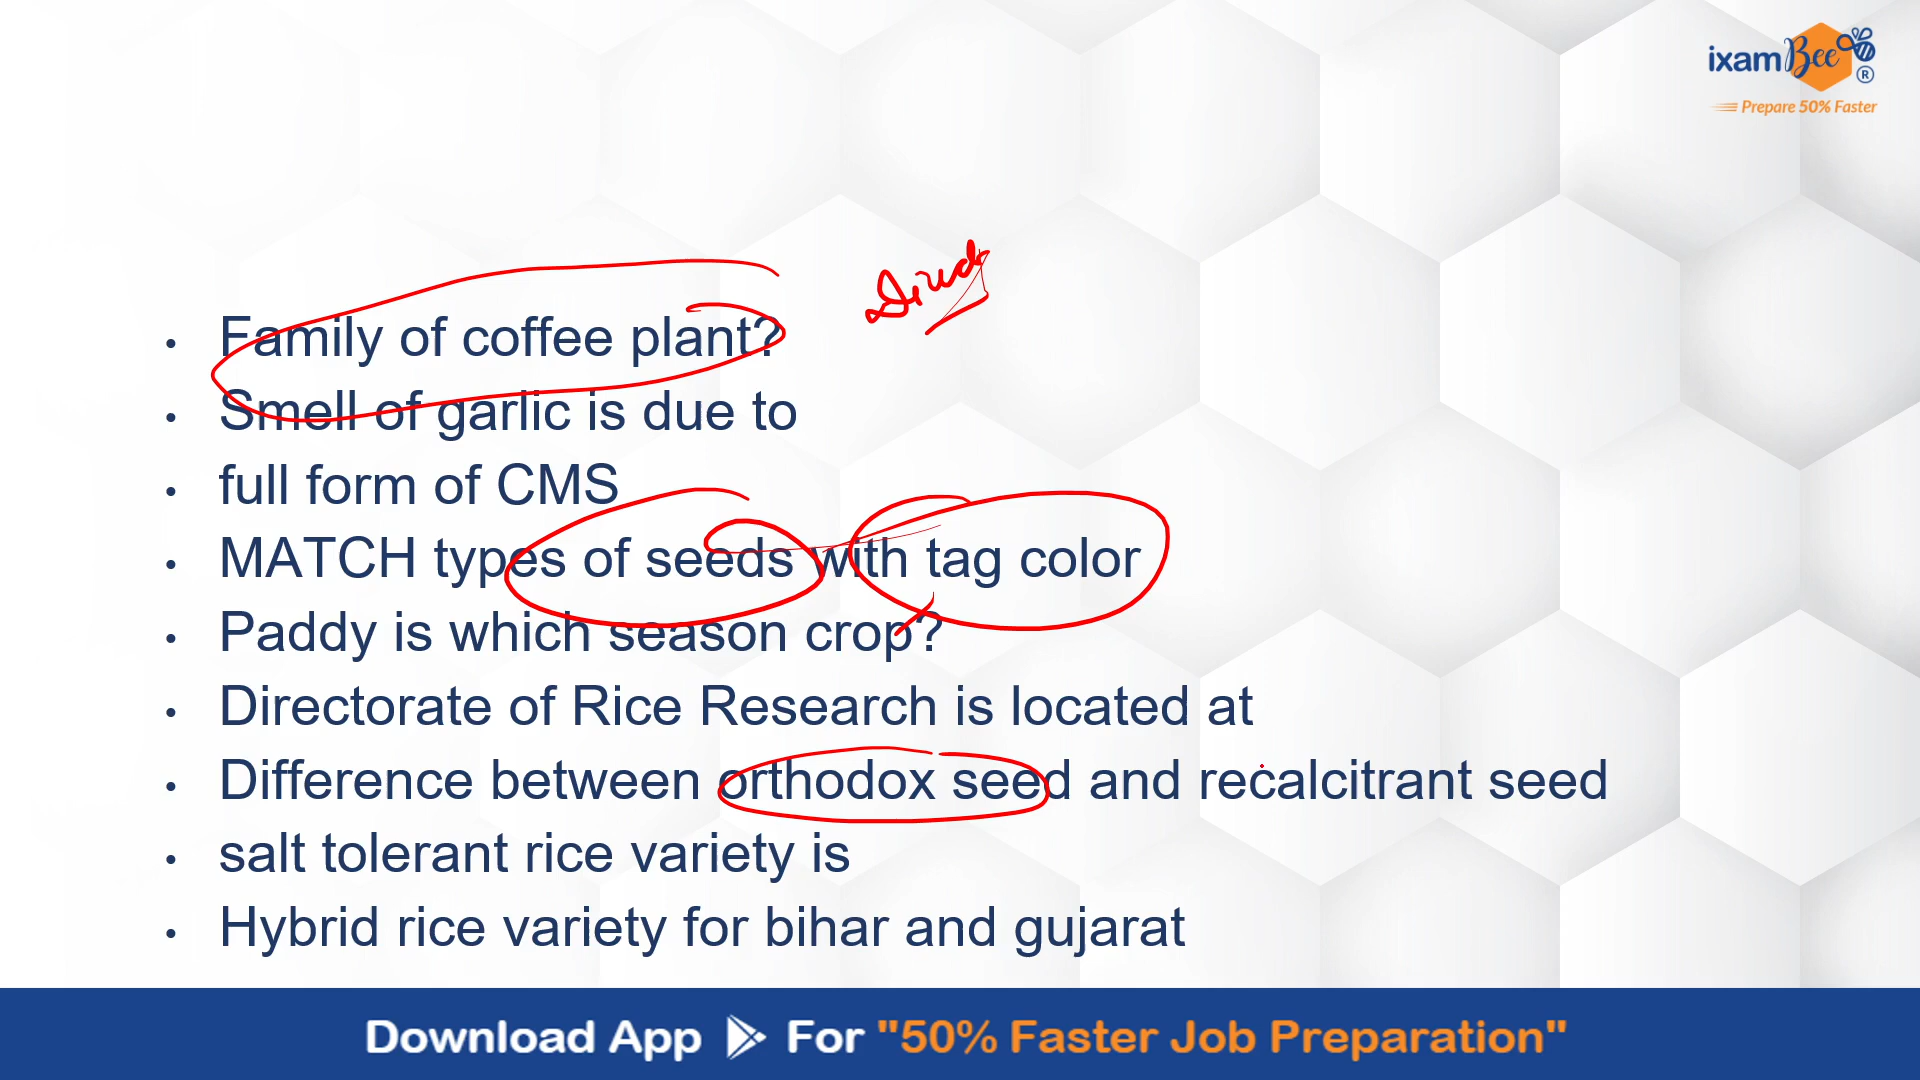 ixamBee
®
Prepare 50% Faster
• Family of coffee plant?
• Smell of garlic is due to
• full form of CMS
• MATCH types of seeds with tag color
• Paddy is which season crop?
• Directorate of Rice Research is located at
• Difference between orthodox seed and recalcitrant seed
• salt tolerant rice variety is
• Hybrid rice variety for bihar and gujarat
Download App For "50% Faster Job Preparation"